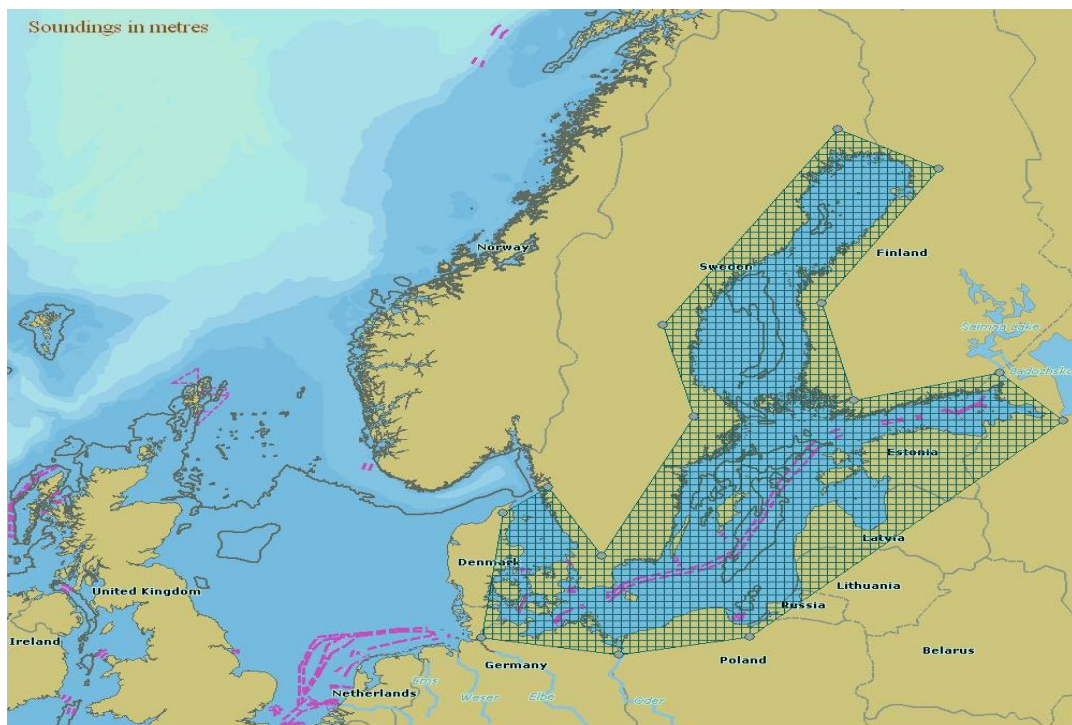 Soundings in metres
Norway
Sweden
Finland
Saimaa Lake
Ladozhska
Estonia
Latvia
Denmark
Lithuania
United Kingdom
Russia
Ireland
Germany
Poland
Belarus
Netherlands
Ems
Weser
Elbe
Oder